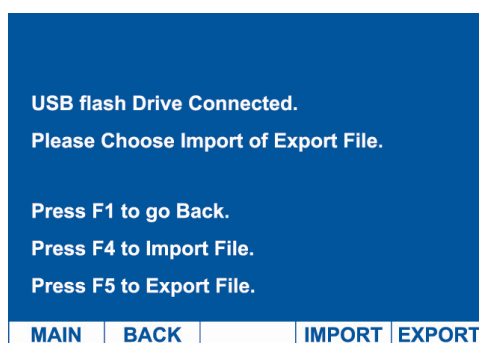 USB flash Drive Connected.
Please Choose Import of Export File.
Press F1 to go Back.
Press F4 to Import File.
Press F5 to Export File.
MAIN BACK IMPORT EXPORT